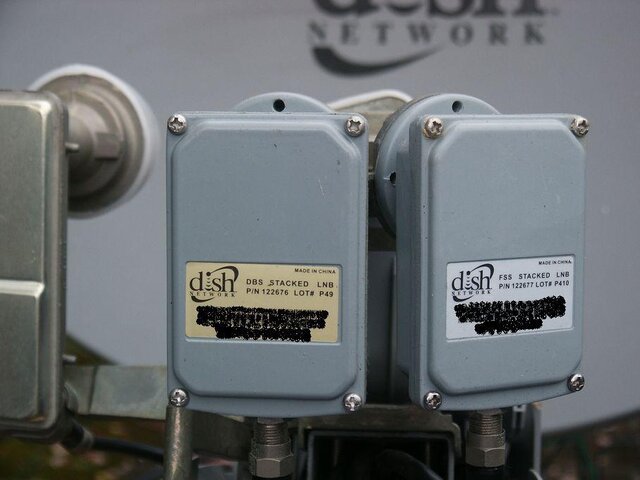 dish
NETWORK
MADE IN CHINA
dish
NETWORK
DBS STACKED LNB
P/N 122676 LOT# P49
MADE IN CHINA
dish
NETWORK
FSS STACKED LNB
P/N 122677 LOT# P410